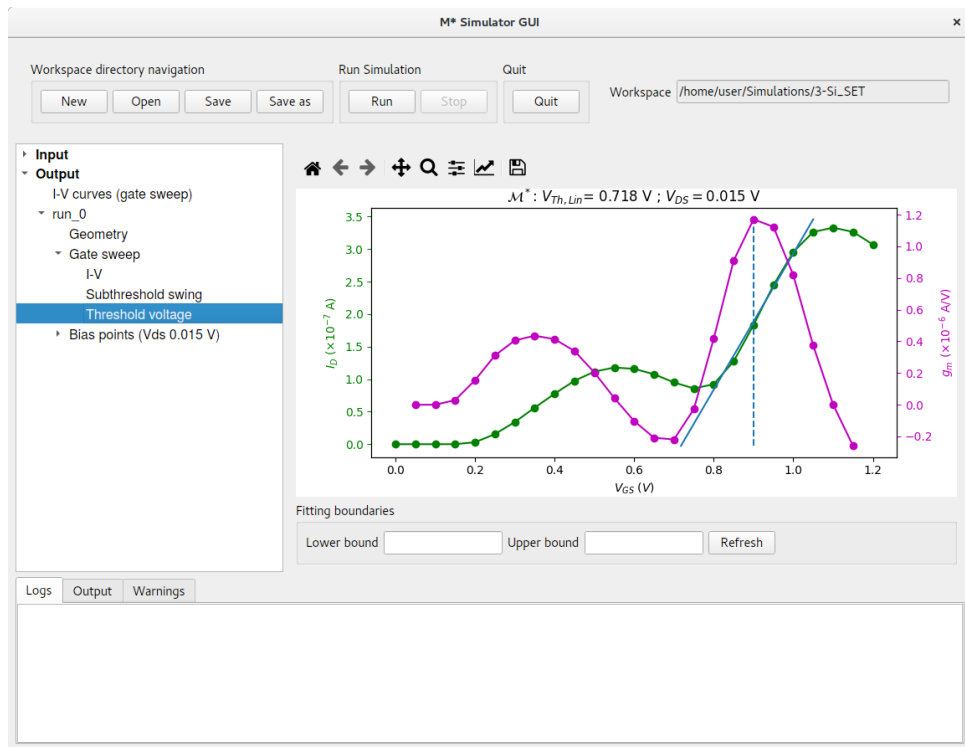 M* Simulator GUI ×
Workspace directory navigation Run Simulation Quit
New Open Save Save as Run Stop Quit Workspace /home/user/Simulations/3-Si_SET
Input
Output
I-V curves (gate sweep)
run_0
Geometry
Gate sweep
I-V
Subthreshold swing
Threshold voltage
Bias points (Vds 0.015 V)
ℳ*: V_Th,Lin = 0.718 V ; V_DS = 0.015 V
3.5
3.0
2.5
2.0
1.5
1.0
0.5
0.0
I_D (×10⁻⁷ A)
1.2
1.0
0.8
0.6
0.4
0.2
0.0
−0.2
g_m (×10⁻⁶ A/V)
0.0 0.2 0.4 0.6 0.8 1.0 1.2
V_GS (V)
Fitting boundaries
Lower bound Upper bound Refresh
Logs Output Warnings